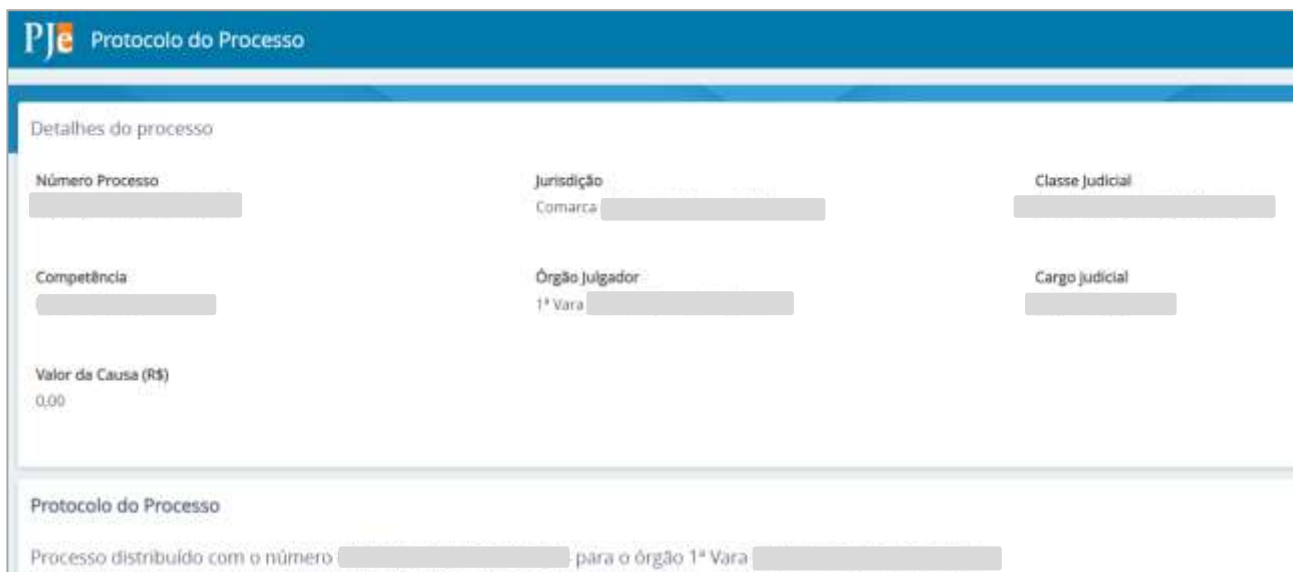 PJe Protocolo do Processo
Detalhes do processo
Número Processo
Jurisdição
Comarca
Classe Judicial
Competência
Órgão Julgador
1ª Vara
Cargo Judicial
Valor da Causa (R$)
0,00
Protocolo do Processo
Processo distribuído com o número para o órgão 1ª Vara